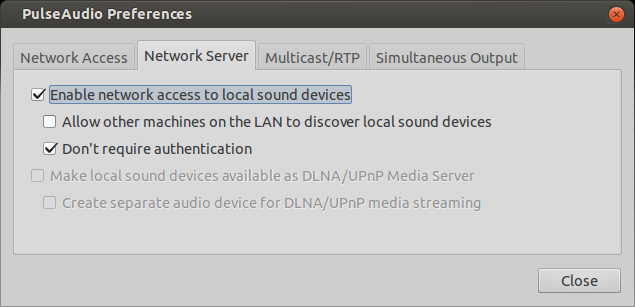 PulseAudio Preferences
Network Access
Network Server
Multicast/RTP
Simultaneous Output
Enable network access to local sound devices
Allow other machines on the LAN to discover local sound devices
Don't require authentication
Make local sound devices available as DLNA/UPnP Media Server
Create separate audio device for DLNA/UPnP media streaming
Close